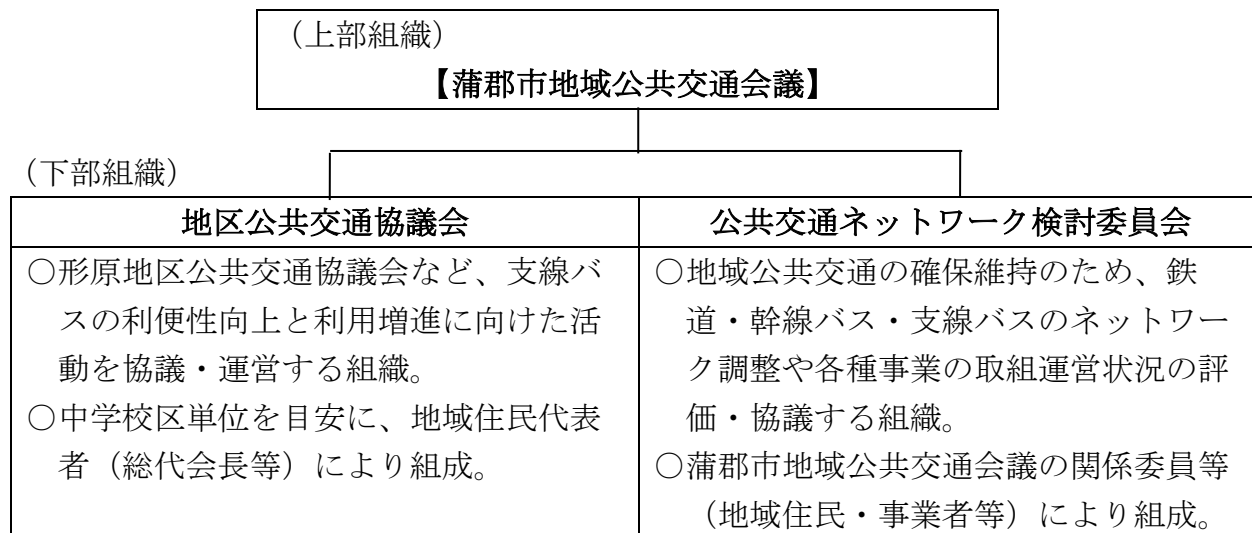 （上部組織）
【蒲郡市地域公共交通会議】
（下部組織）
地区公共交通協議会
○形原地区公共交通協議会など、支線バ
スの利便性向上と利用増進に向けた活
動を協議・運営する組織。
○中学校区単位を目安に、地域住民代表
者（総代会長等）により組成。
公共交通ネットワーク検討委員会
○地域公共交通の確保維持のため、鉄
道・幹線バス・支線バスのネットワー
ク調整や各種事業の取組運営状況の評
価・協議する組織。
○蒲郡市地域公共交通会議の関係委員等
（地域住民・事業者等）により組成。